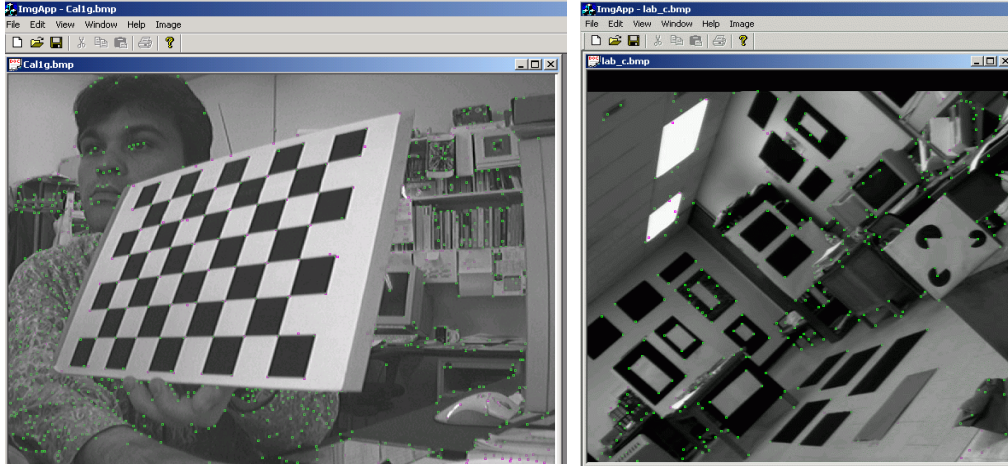 ImgApp - Cal1g.bmp
File Edit View Window Help Image
Cal1g.bmp
ImgApp - lab_c.bmp
File Edit View Window Help Image
lab_c.bmp